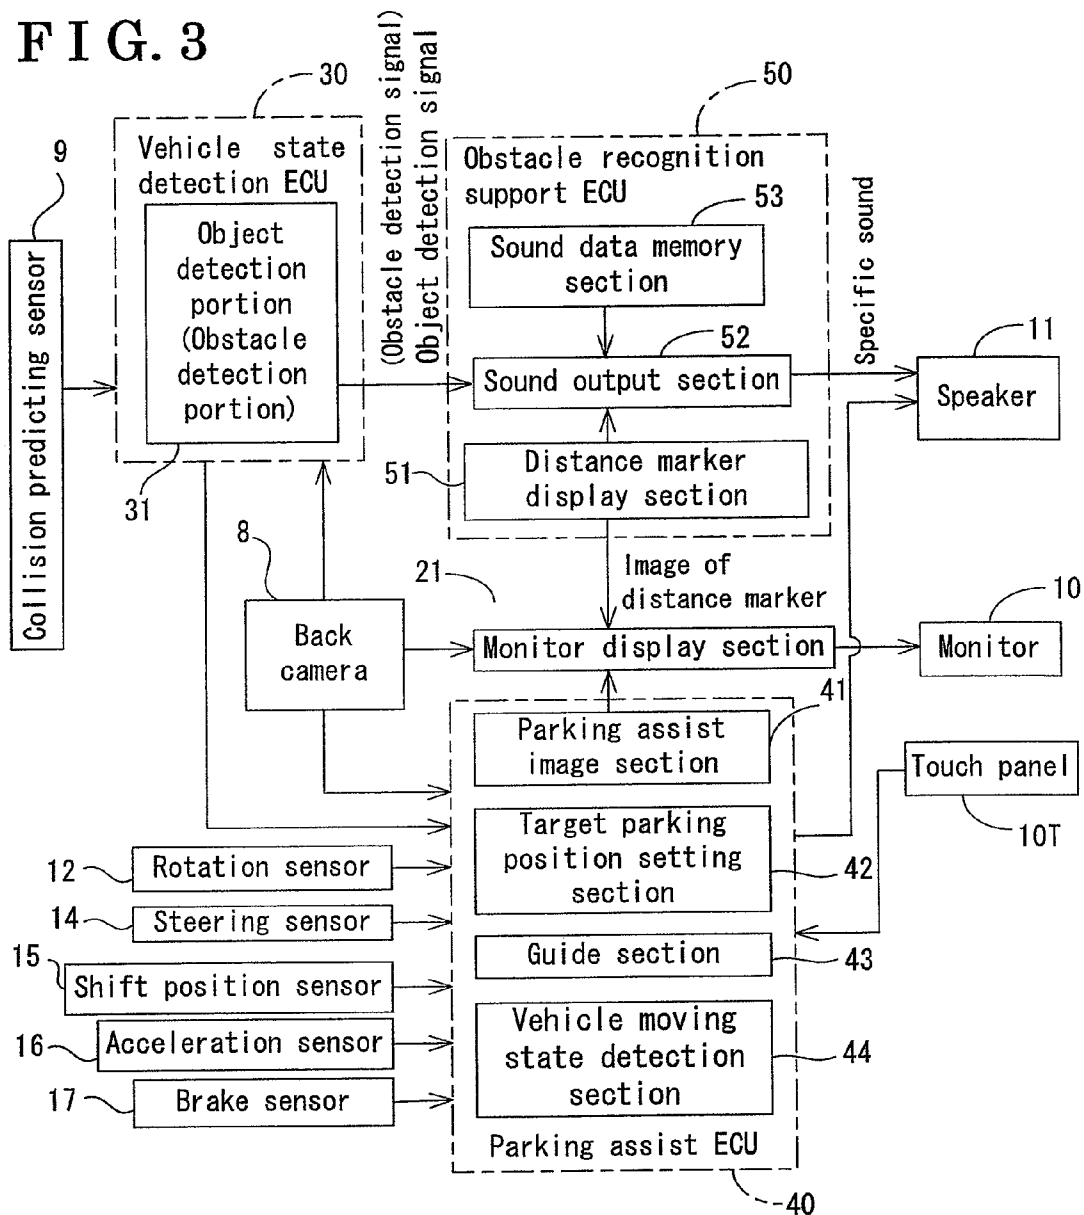 FIG. 3
30
Vehicle state
detection ECU
Object
detection
portion
(Obstacle
detection
portion)
31
9
Collision predicting sensor
(Obstacle detection signal)
Object detection signal
50
Obstacle recognition
support ECU
53
Sound data memory
section
52
Sound output section
51
Distance marker
display section
Specific sound
11
Speaker
8
Back
camera
21
Image of
distance marker
Monitor display section
10
Monitor
41
Parking assist
image section
Touch panel
10T
Target parking
position setting
section
42
12
Rotation sensor
14
Steering sensor
Guide section
43
15
Shift position sensor
16
Acceleration sensor
Vehicle moving
state detection
section
44
17
Brake sensor
Parking assist ECU
40